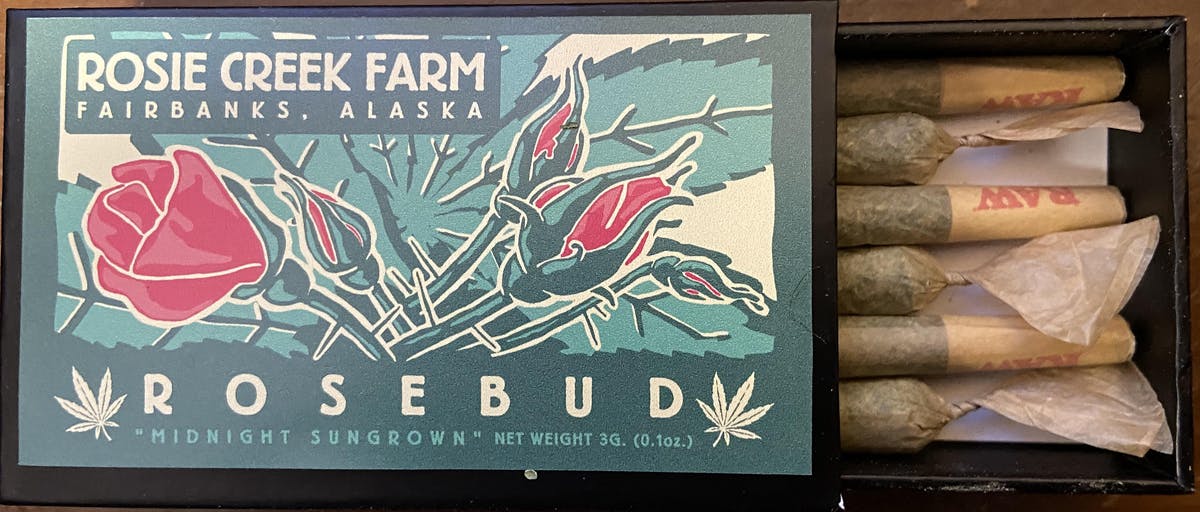 ROSIE CREEK FARM
FAIRBANKS, ALASKA
ROSEBUD
"MIDNIGHT SUNGROWN" NET WEIGHT 3G. (0.1oz.)
RAW
RAW
RAW